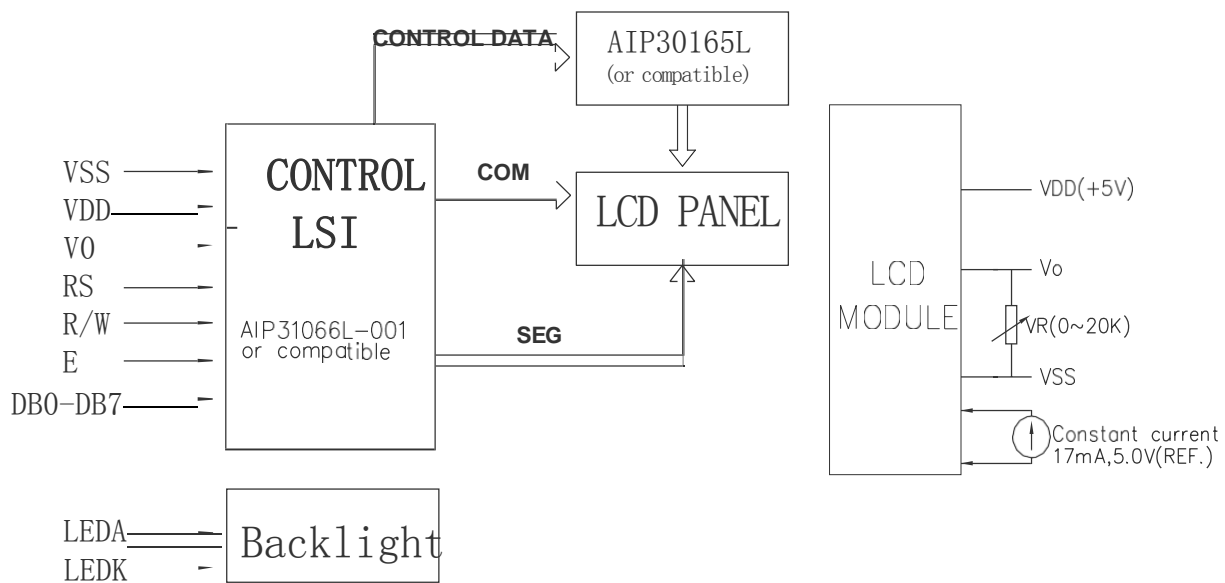 CONTROL DATA
AIP30165L
(or compatible)
VSS
VDD
V0
RS
R/W
E
DB0-DB7
CONTROL
LSI
AIP31066L-001
or compatible
COM
SEG
LCD PANEL
LEDA
LEDK
Backlight
LCD
MODULE
VDD(+5V)
Vo
VR(0~20K)
VSS
Constant current
17mA,5.0V(REF.)